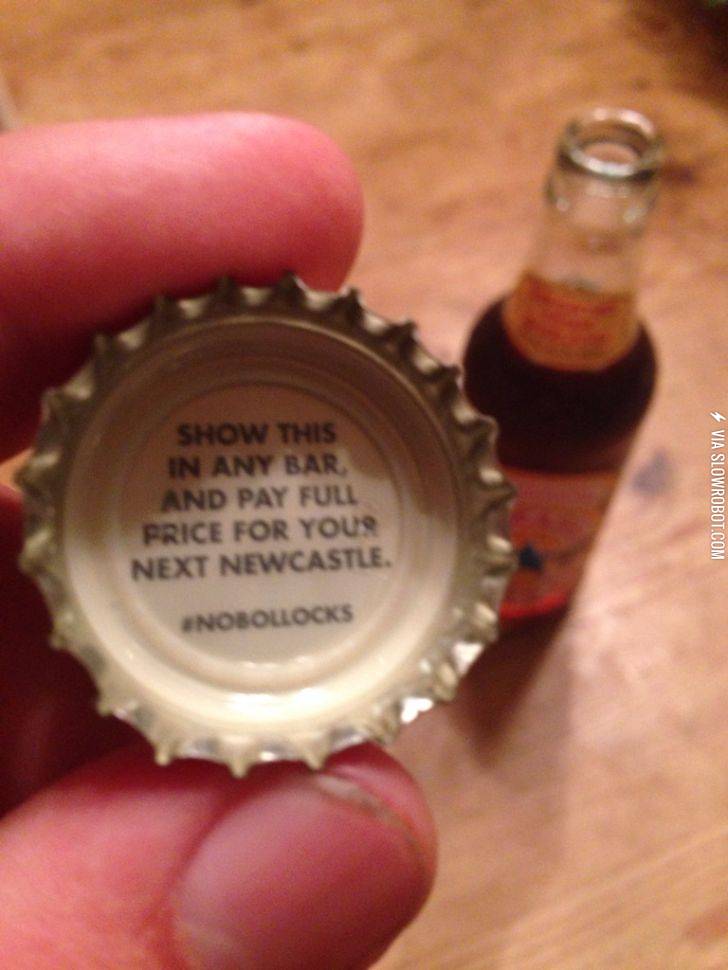 SHOW THIS
IN ANY BAR,
AND PAY FULL
PRICE FOR YOUR
NEXT NEWCASTLE.
#NOBOLLOCKS
VIA SLOWROBOT.COM